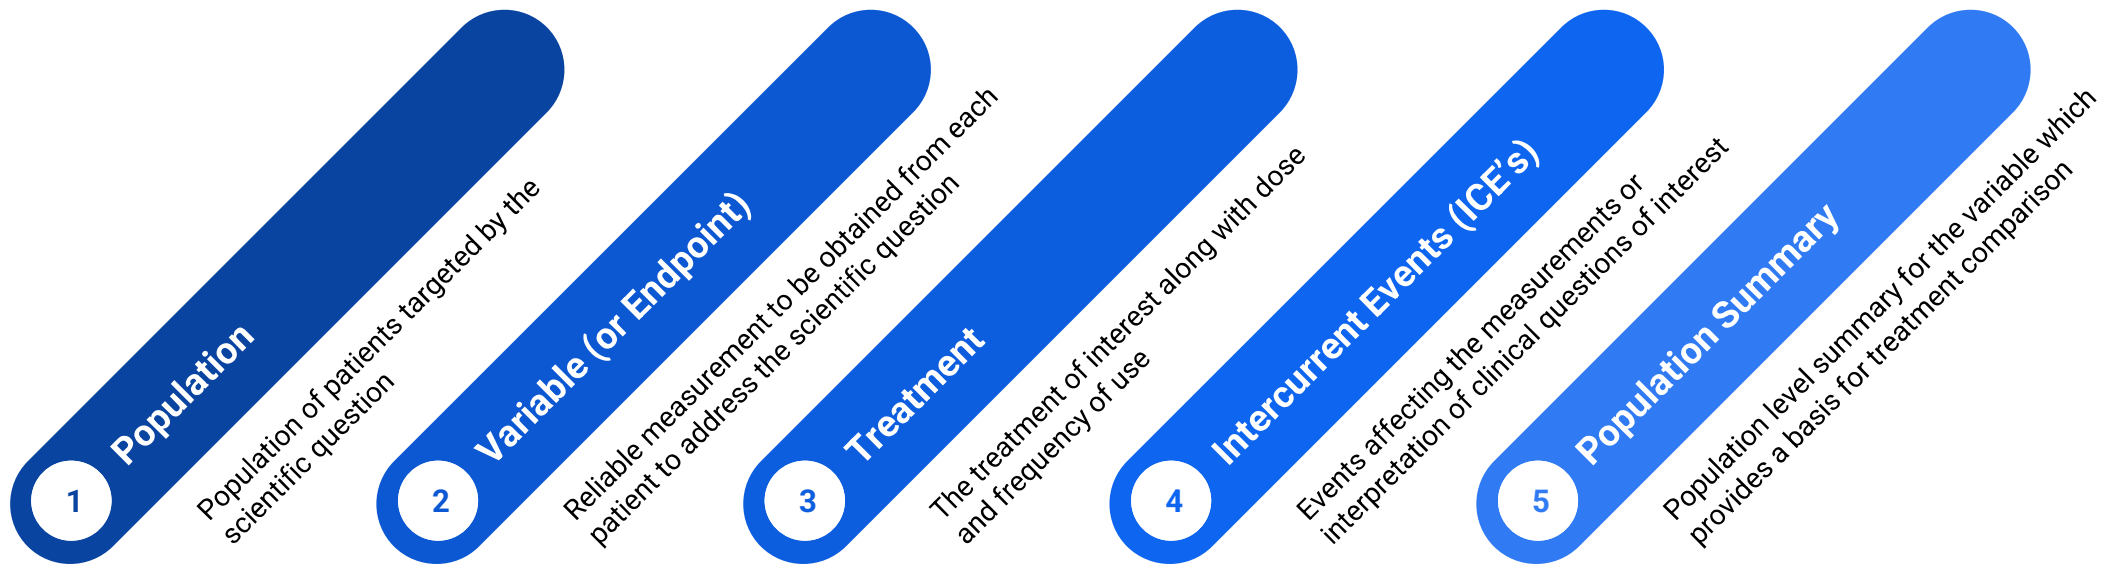 1
Population
Population of patients targeted by the
scientific question
2
Variable (or Endpoint)
Reliable measurement to be obtained from each
patient to address the scientific question
3
Treatment
The treatment of interest along with dose
and frequency of use
4
Intercurrent Events (ICE’s)
Events affecting the measurements or
interpretation of clinical questions of interest
5
Population Summary
Population level summary for the variable which
provides a basis for treatment comparison